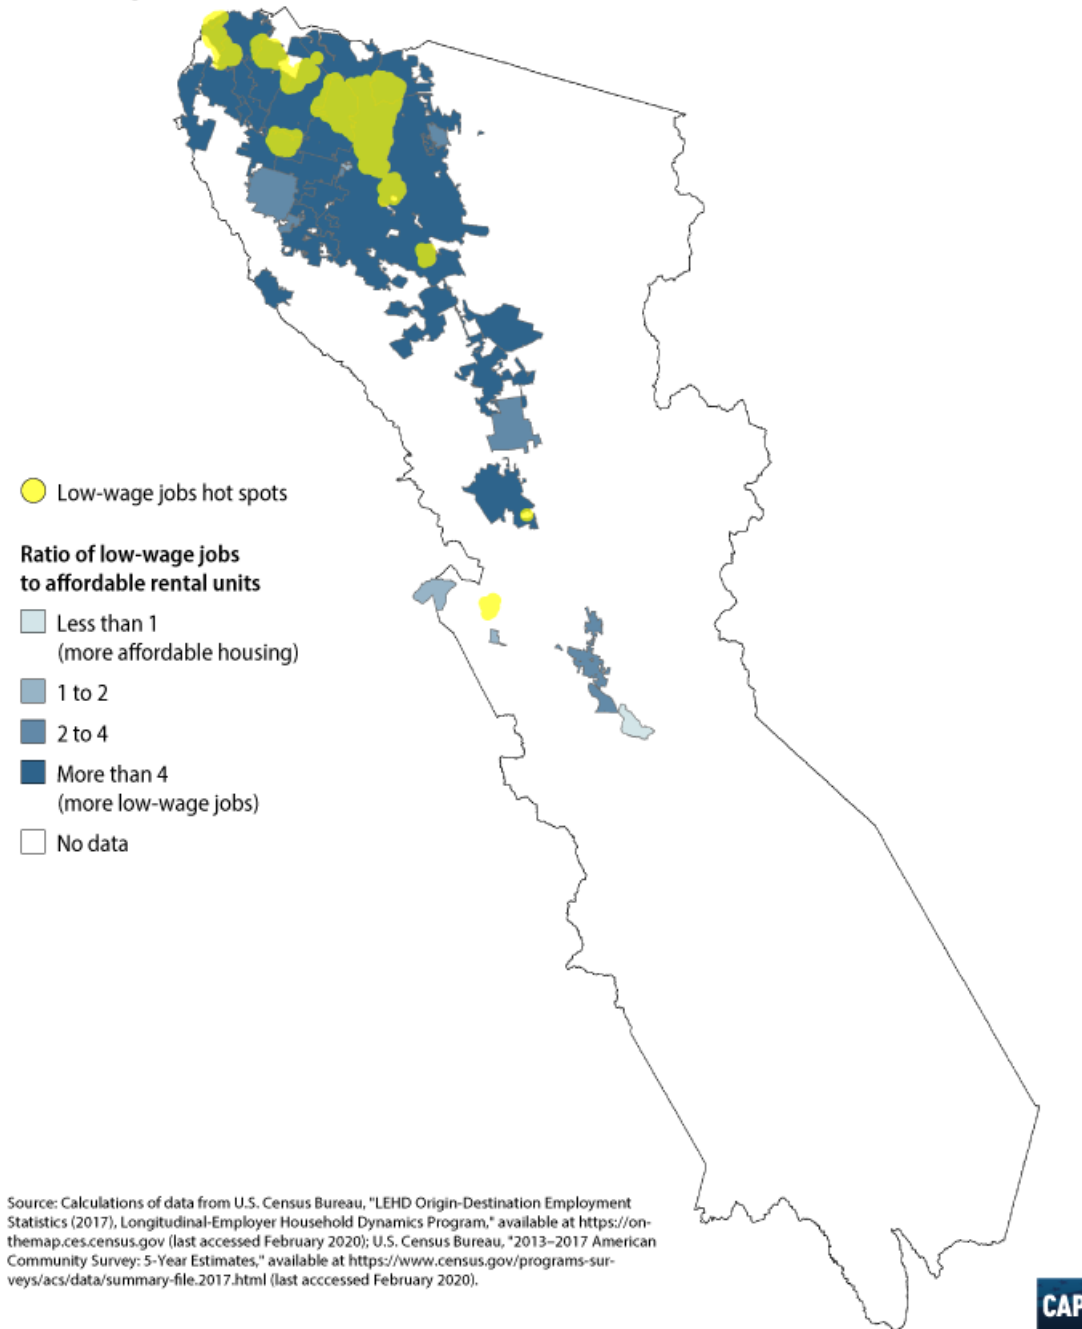 Low-wage jobs hot spots
Ratio of low-wage jobs
to affordable rental units
Less than 1
(more affordable housing)
1 to 2
2 to 4
More than 4
(more low-wage jobs)
No data
Source: Calculations of data from U.S. Census Bureau, "LEHD Origin-Destination Employment
Statistics (2017), Longitudinal-Employer Household Dynamics Program," available at https://on-
themap.ces.census.gov (last accessed February 2020); U.S. Census Bureau, "2013–2017 American
Community Survey: 5-Year Estimates," available at https://www.census.gov/programs-sur-
veys/acs/data/summary-file.2017.html (last acccessed February 2020).
CAP